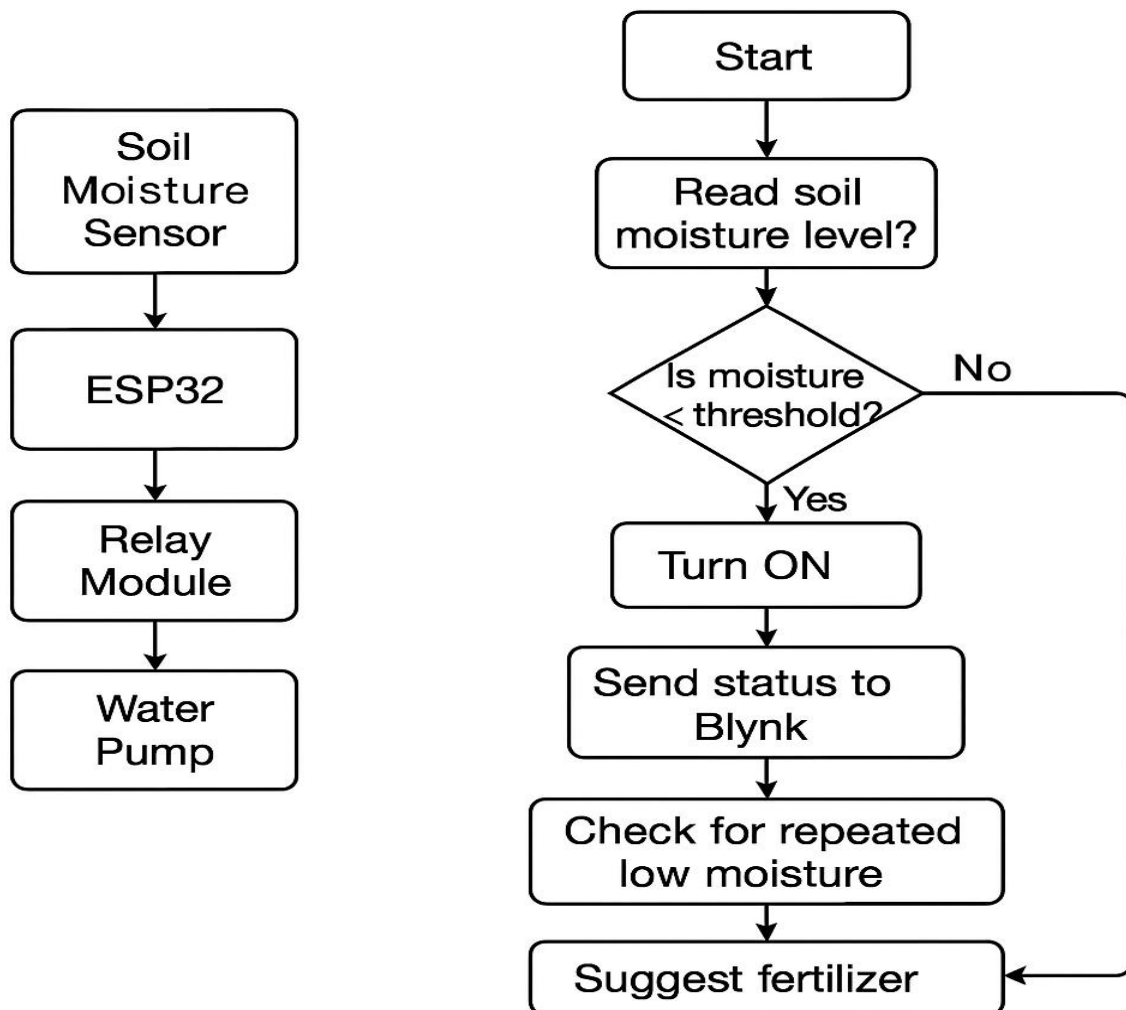 Soil
Moisture
Sensor
ESP32
Relay
Module
Water
Pump
Start
Read soil
moisture level?
Is moisture
< threshold?
No
Yes
Turn ON
Send status to
Blynk
Check for repeated
low moisture
Suggest fertilizer